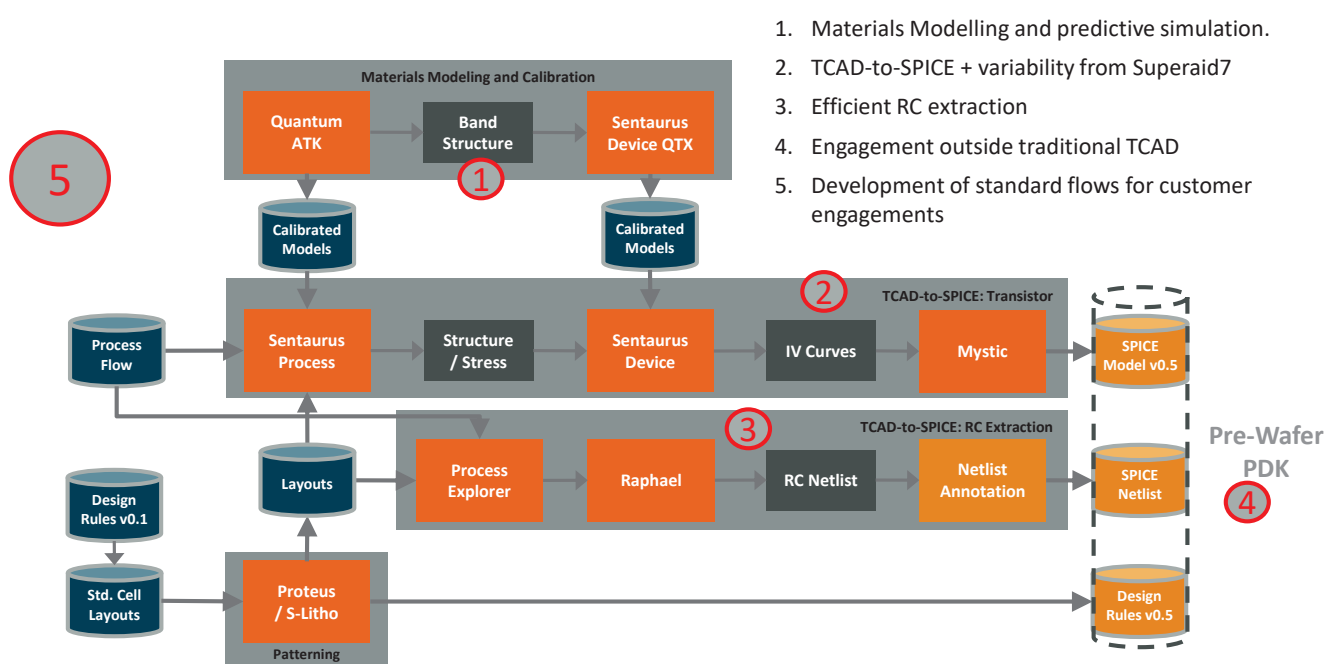 1. Materials Modelling and predictive simulation.
2. TCAD-to-SPICE + variability from Superaid7
3. Efficient RC extraction
4. Engagement outside traditional TCAD
5. Development of standard flows for customer
engagements
5
Materials Modeling and Calibration
Quantum
ATK
Band
Structure
Sentaurus
Device QTX
1
Calibrated
Models
Calibrated
Models
2
TCAD-to-SPICE: Transistor
Process
Flow
Sentaurus
Process
Structure
/ Stress
Sentaurus
Device
IV Curves
Mystic
SPICE
Model v0.5
3
TCAD-to-SPICE: RC Extraction
Layouts
Process
Explorer
Raphael
RC Netlist
Netlist
Annotation
SPICE
Netlist
Pre-Wafer
PDK
4
Design
Rules v0.1
Std. Cell
Layouts
Proteus
/ S-Litho
Patterning
Design
Rules v0.5